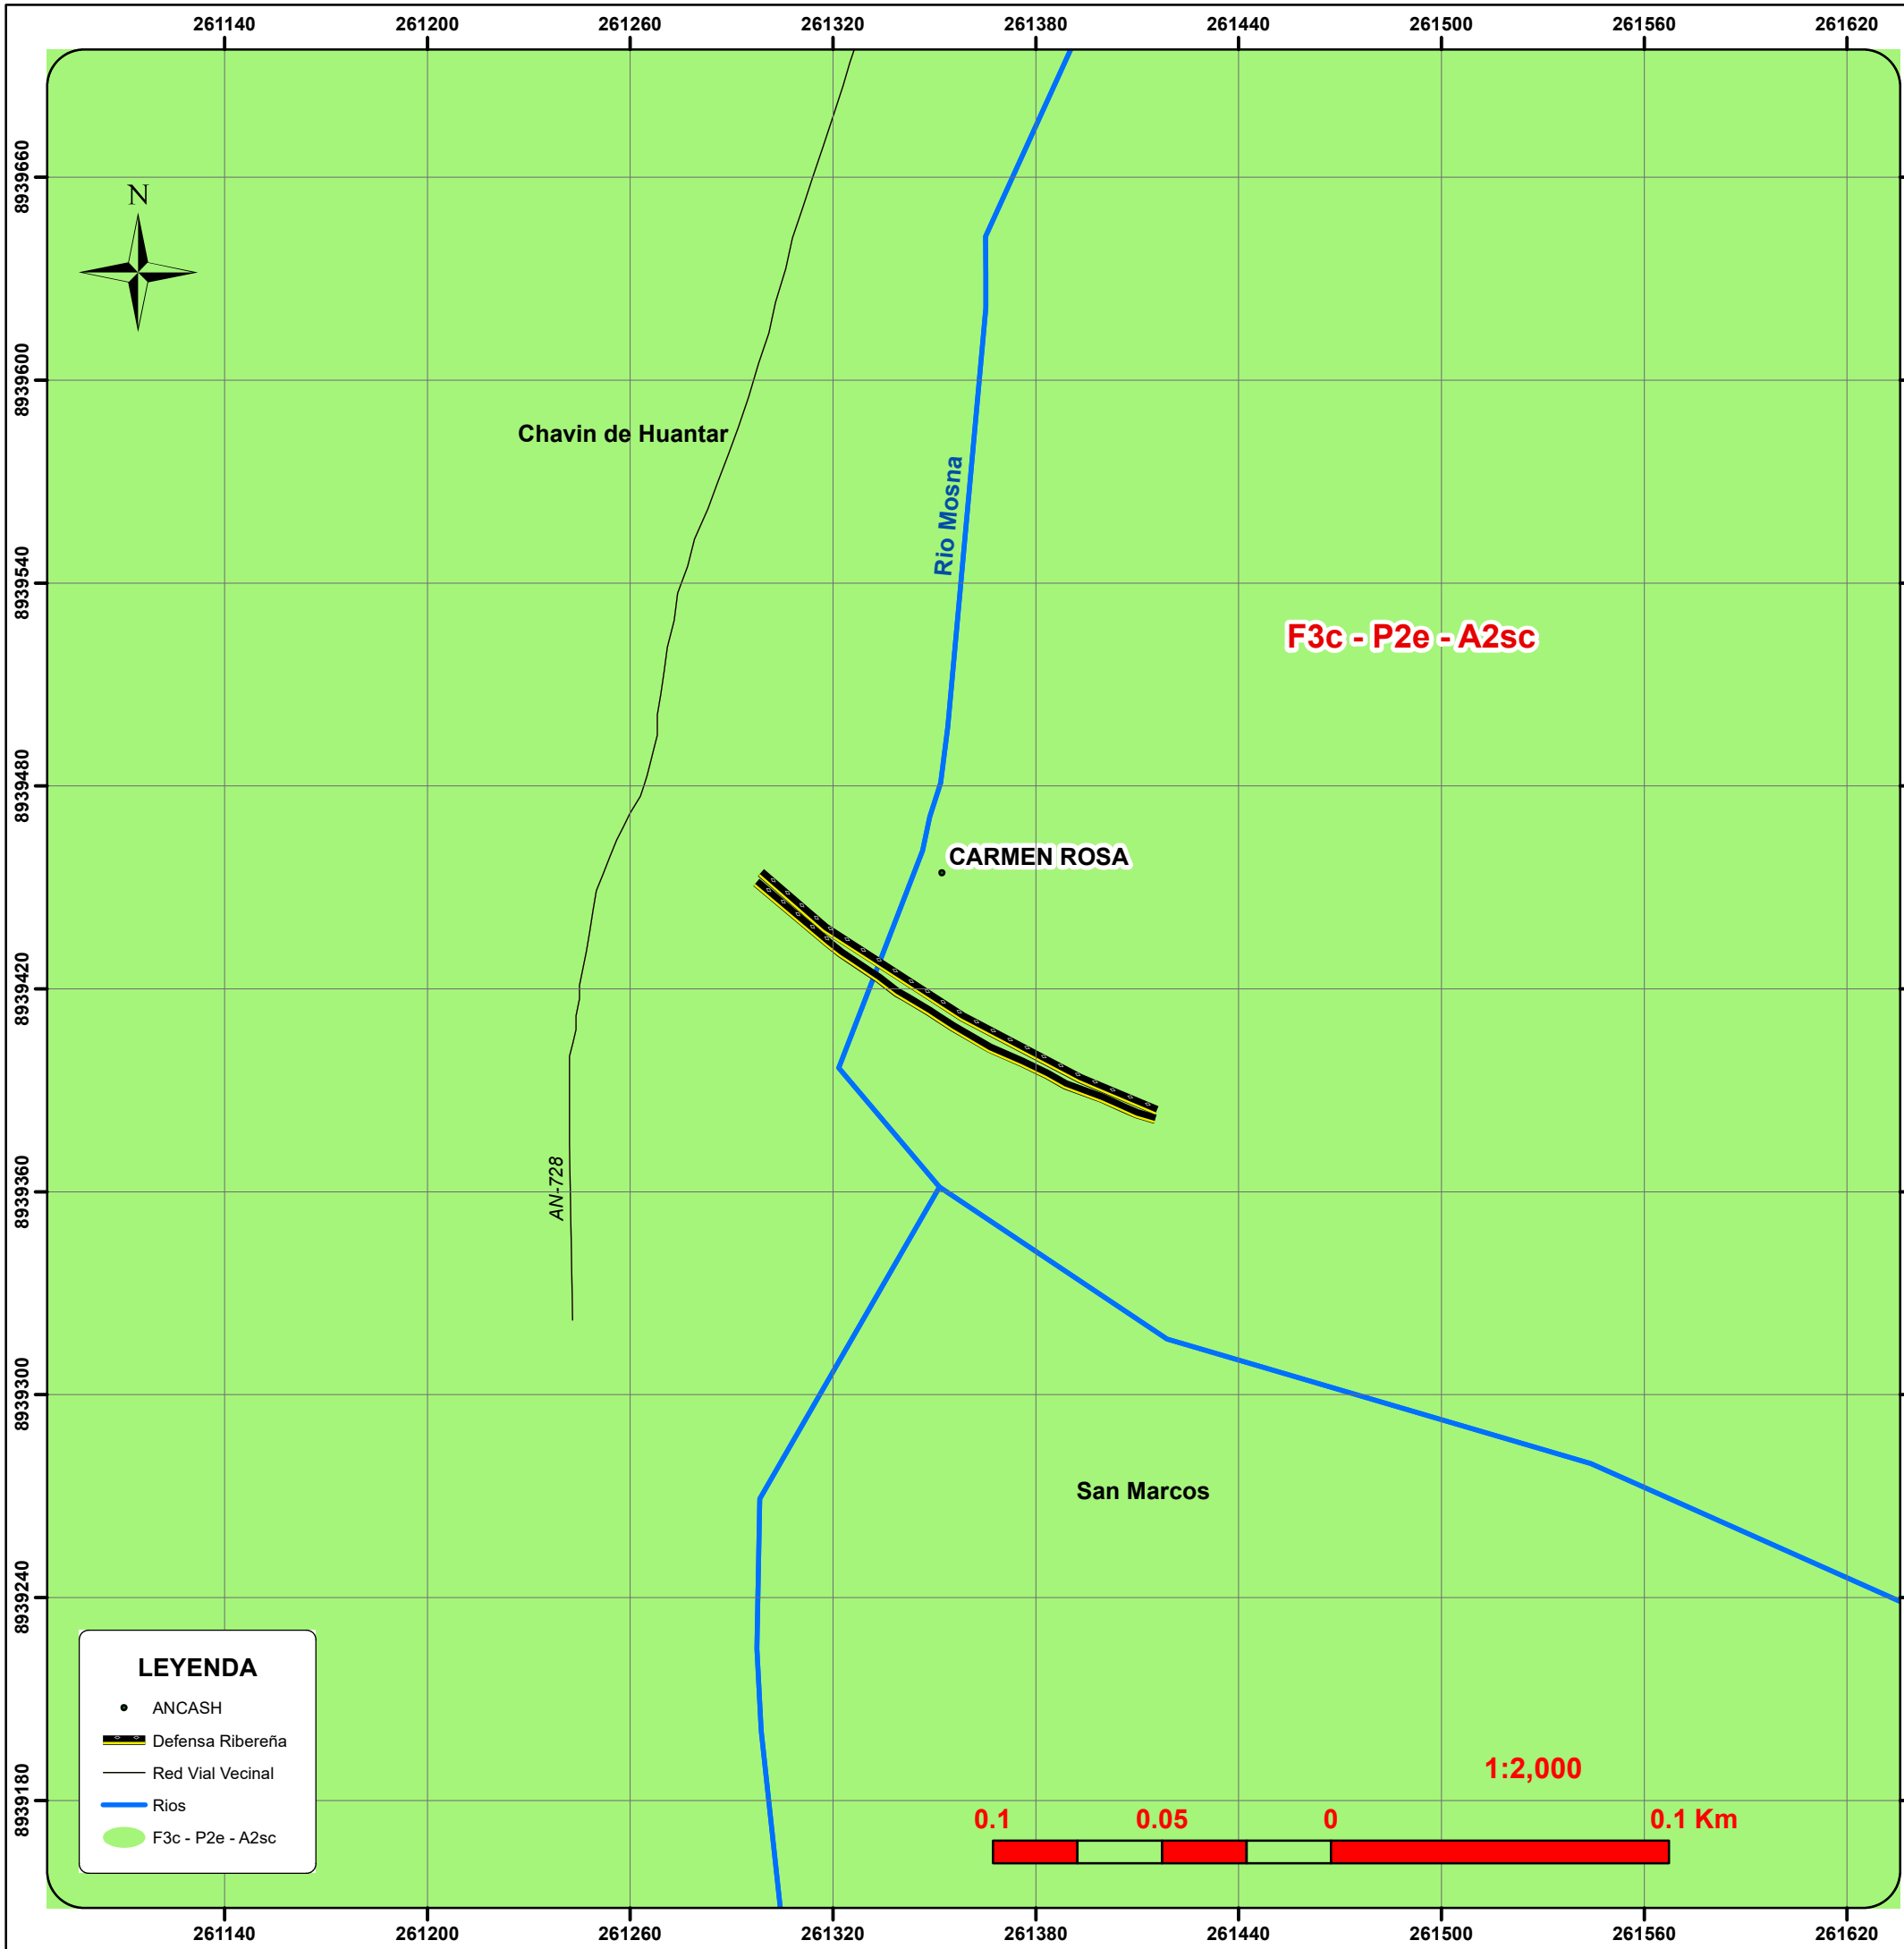 261140 261200 261260 261320 261380 261440 261500 261560 261620
8939660
8939600
8939540
8939480
8939420
8939360
8939300
8939240
8939180
N
Chavin de Huantar
Rio Mosna
F3c - P2e - A2sc
CARMEN ROSA
AN-728
San Marcos
LEYENDA
ANCASH
Defensa Ribereña
Red Vial Vecinal
Rios
F3c - P2e - A2sc
1:2,000
0.1 0.05 0 0.1 Km
261140 261200 261260 261320 261380 261440 261500 261560 261620